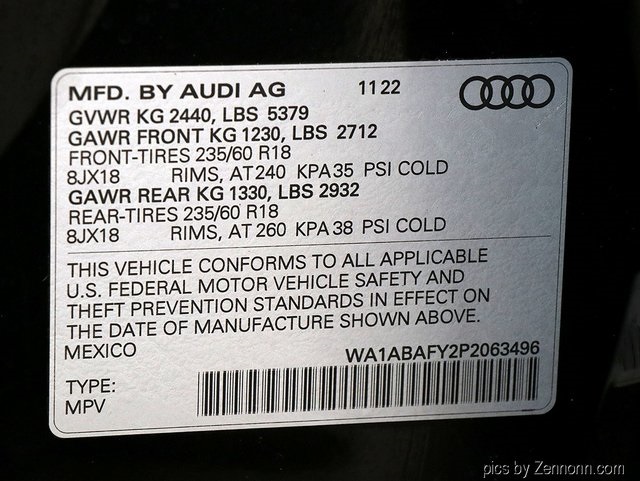 MFD. BY AUDI AG 11 22
GVWR KG 2440, LBS 5379
GAWR FRONT KG 1230, LBS 2712
FRONT-TIRES 235/60 R18
8JX18 RIMS, AT 240 KPA 35 PSI COLD
GAWR REAR KG 1330, LBS 2932
REAR-TIRES 235/60 R18
8JX18 RIMS, AT 260 KPA 38 PSI COLD
THIS VEHICLE CONFORMS TO ALL APPLICABLE
U.S. FEDERAL MOTOR VEHICLE SAFETY AND
THEFT PREVENTION STANDARDS IN EFFECT ON
THE DATE OF MANUFACTURE SHOWN ABOVE.
MEXICO
WA1ABAFY2P2063496
TYPE:
MPV
pics by Zennonn.com